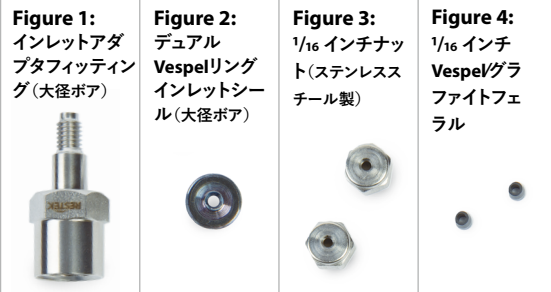 Figure 1:
インレットアダ
プタフィッティン
グ(大径ボア)
RESTEK
Figure 2:
デュアル
Vespelリング
インレットシー
ル(大径ボア)
Figure 3:
1/16 インチナッ
ト(ステンレスス
チール製)
Figure 4:
1/16 インチ
Vespel/グラ
ファイトフェ
ラル